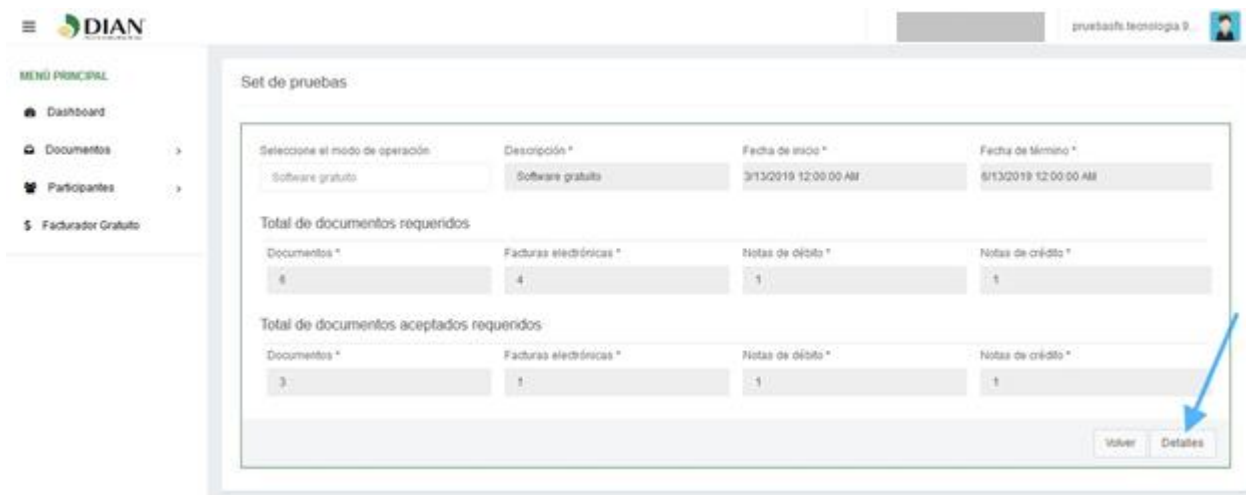 DIAN
pruebasfs.tecnologia.9...
MENÚ PRINCIPAL
Dashboard
Documentos
Participantes
$ Facturador Gratuito
Set de pruebas
Seleccione el modo de operación
Descripción *
Fecha de inicio *
Fecha de término *
Software gratuito
Software gratuito
3/13/2019 12:00:00 AM
6/13/2019 12:00:00 AM
Total de documentos requeridos
Documentos *
Facturas electrónicas *
Notas de débito *
Notas de crédito *
6
4
1
1
Total de documentos aceptados requeridos
Documentos *
Facturas electrónicas *
Notas de débito *
Notas de crédito *
3
1
1
1
Volver
Detalles